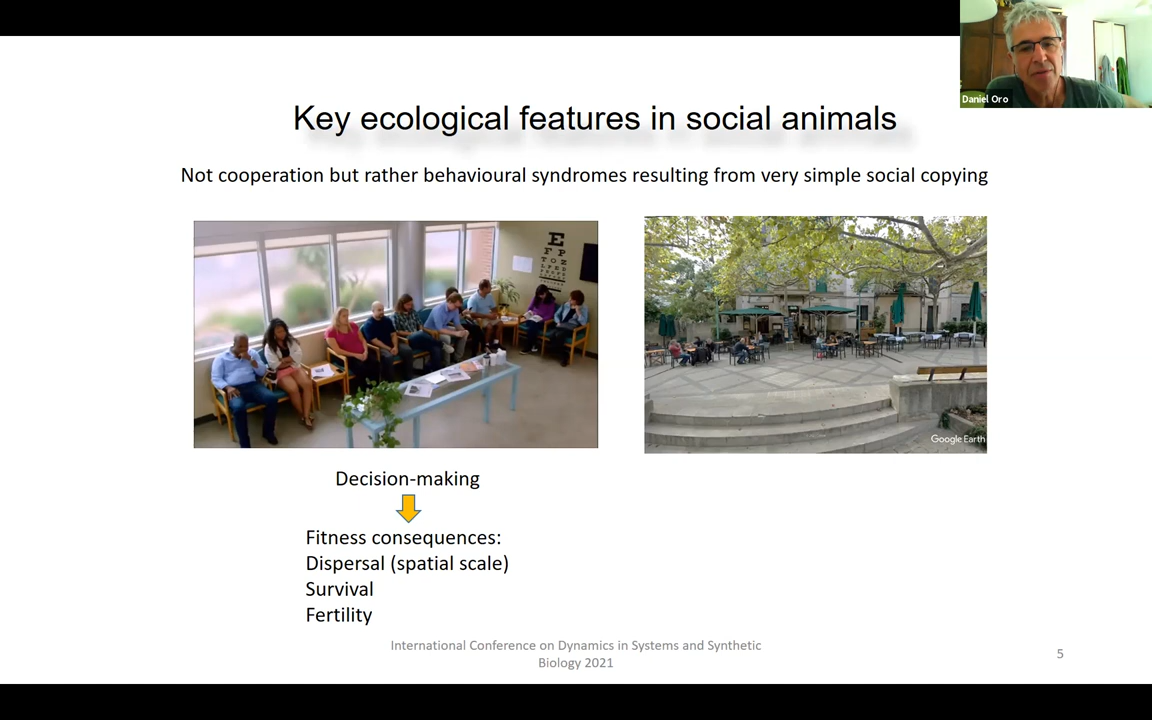 Daniel Oro
Key ecological features in social animals
Not cooperation but rather behavioural syndromes resulting from very simple social copying
E
F P
T O Z
Google Earth
Decision-making
Fitness consequences:
Dispersal (spatial scale)
Survival
Fertility
International Conference on Dynamics in Systems and Synthetic
Biology 2021
5